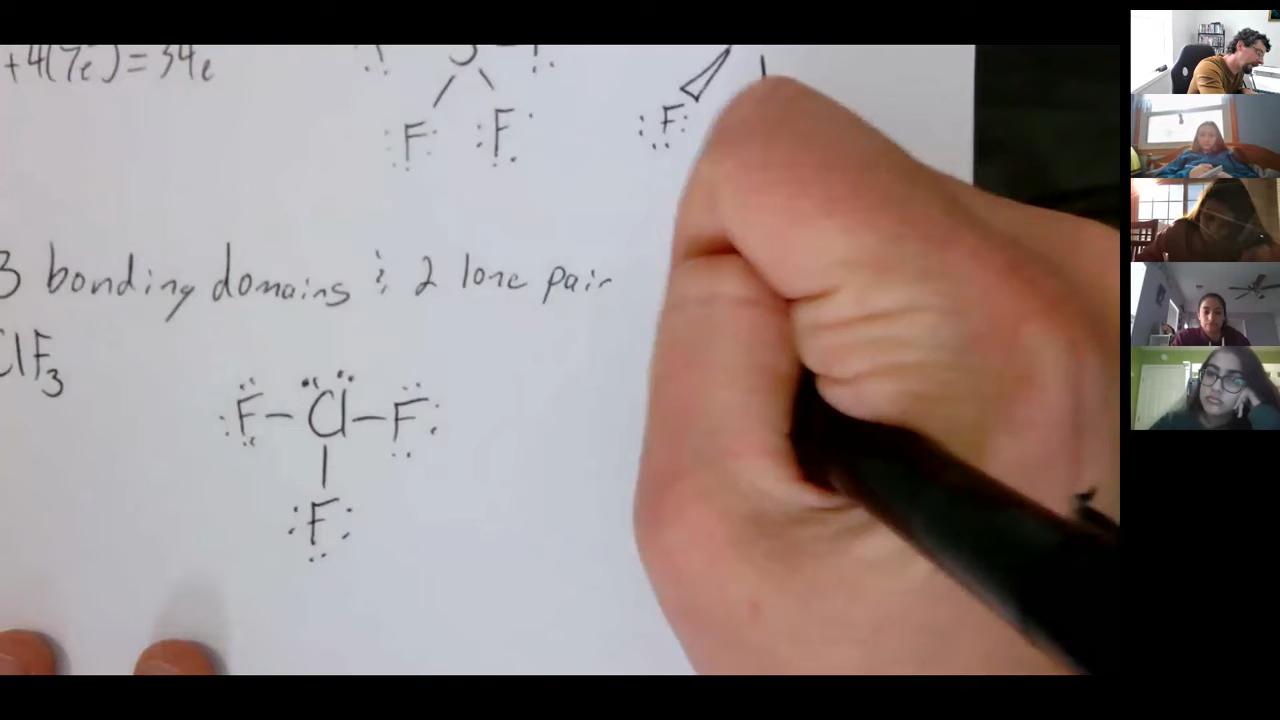 +4(7e⁻)=34e
S
F F :F:
3 bonding domains & 2 lone pair
ClF₃
:F-Cl-F:
:F: